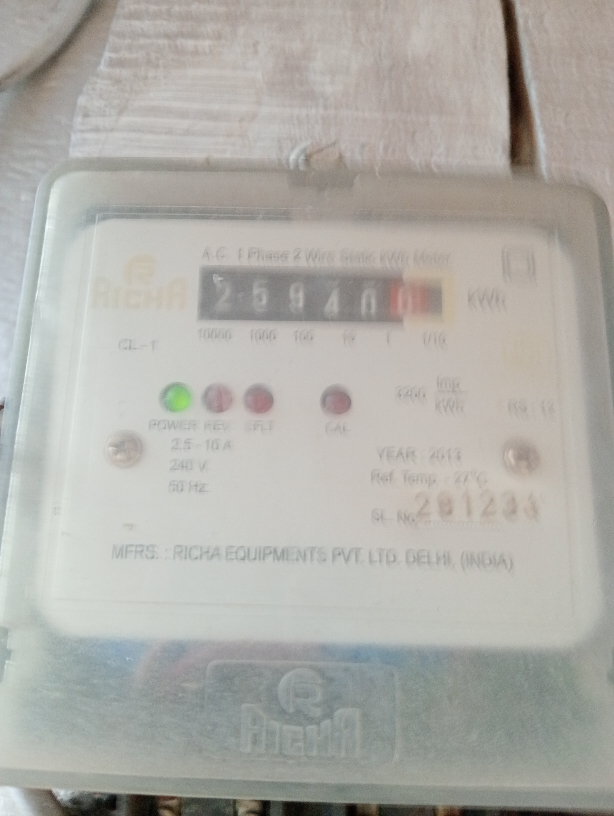 A.C. 1 Phase 2 Wire Static kWh Meter
RICHA
2 5 9 4 0 0 kWh
10000 1000 100 10 1 1/10
CL.-1
3200 Imp/kWh
POWER REV. E/LT CAL
2.5 - 10 A
240 V.
50 Hz.
YEAR : 2013
Ref. Temp. - 27°C
SL. No.
MFRS. : RICHA EQUIPMENTS PVT. LTD. DELHI, (INDIA)
RICHA